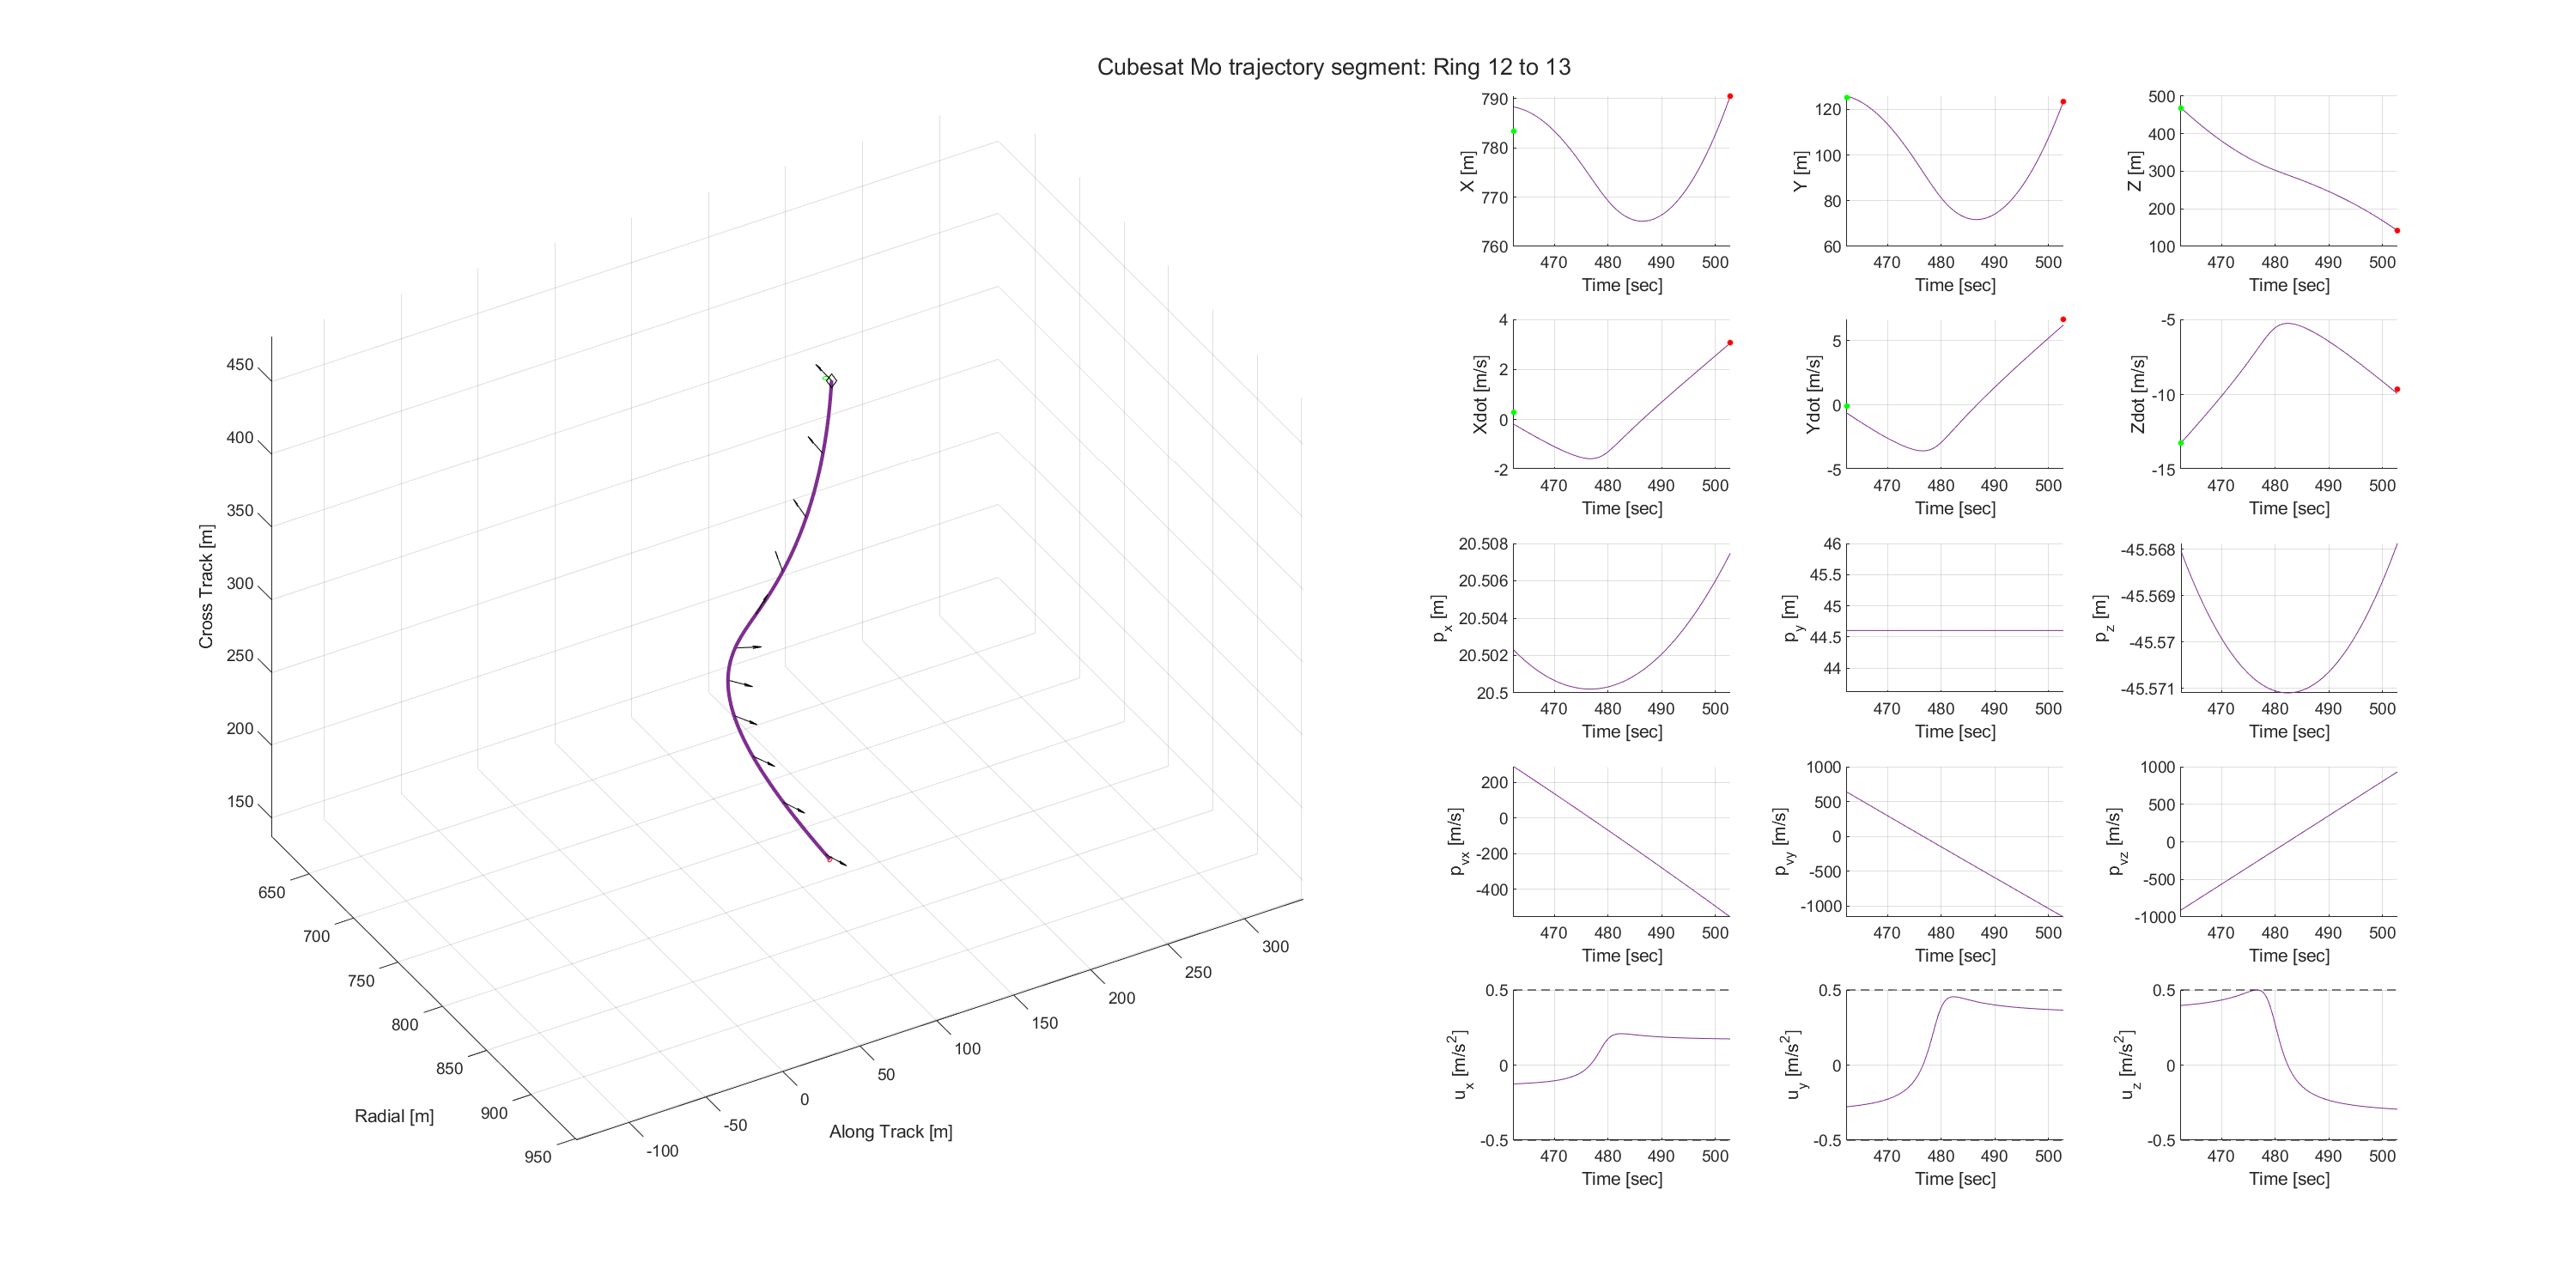 Cubesat Mo trajectory segment: Ring 12 to 13
Cross Track [m]
450
400
350
300
250
200
150
Radial [m]
650
700
750
800
850
900
950
Along Track [m]
-100
-50
0
50
100
150
200
250
300
X [m]
790
780
770
760
470 480 490 500
Time [sec]
Y [m]
120
100
80
60
470 480 490 500
Time [sec]
Z [m]
500
400
300
200
100
470 480 490 500
Time [sec]
Xdot [m/s]
4
2
0
-2
470 480 490 500
Time [sec]
Ydot [m/s]
5
0
-5
470 480 490 500
Time [sec]
Zdot [m/s]
-5
-10
-15
470 480 490 500
Time [sec]
p_x [m]
20.508
20.506
20.504
20.502
20.5
470 480 490 500
Time [sec]
p_y [m]
46
45.5
45
44.5
44
470 480 490 500
Time [sec]
p_z [m]
-45.568
-45.569
-45.57
-45.571
470 480 490 500
Time [sec]
p_vx [m/s]
200
0
-200
-400
470 480 490 500
Time [sec]
p_vy [m/s]
1000
500
0
-500
-1000
470 480 490 500
Time [sec]
p_vz [m/s]
1000
500
0
-500
-1000
470 480 490 500
Time [sec]
u_x [m/s²]
0.5
0
-0.5
470 480 490 500
Time [sec]
u_y [m/s²]
0.5
0
-0.5
470 480 490 500
Time [sec]
u_z [m/s²]
0.5
0
-0.5
470 480 490 500
Time [sec]